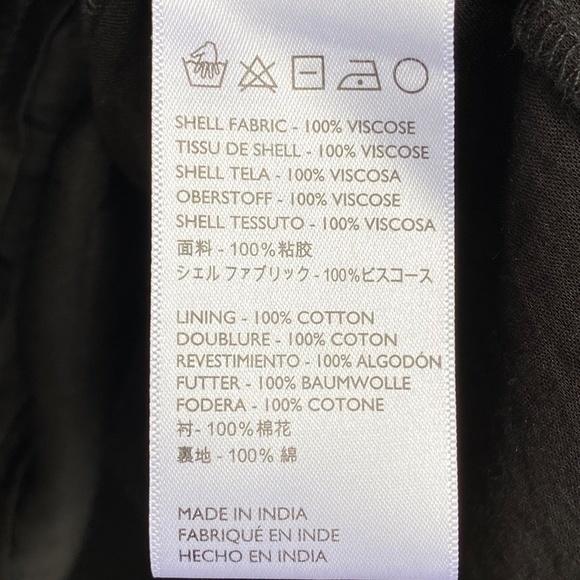 SHELL FABRIC - 100% VISCOSE
TISSU DE SHELL - 100% VISCOSE
SHELL TELA - 100% VISCOSA
OBERSTOFF - 100% VISCOSE
SHELL TESSUTO - 100% VISCOSA
面料 - 100%粘胶
シェル ファブリック - 100%ビスコース
LINING - 100% COTTON
DOUBLURE - 100% COTON
REVESTIMIENTO - 100% ALGODÓN
FUTTER - 100% BAUMWOLLE
FODERA - 100% COTONE
衬- 100%棉花
裏地 - 100% 綿
MADE IN INDIA
FABRIQUÉ EN INDE
HECHO EN INDIA